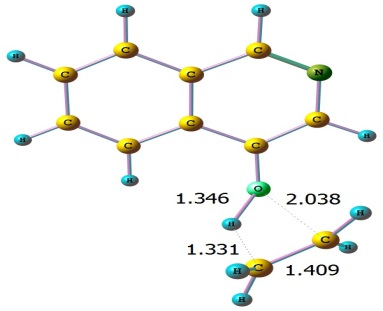 H H
C C
H C C N
C C C H
H C C
H
O
1.346 2.038
H
H
C H
1.331
H C 1.409
H